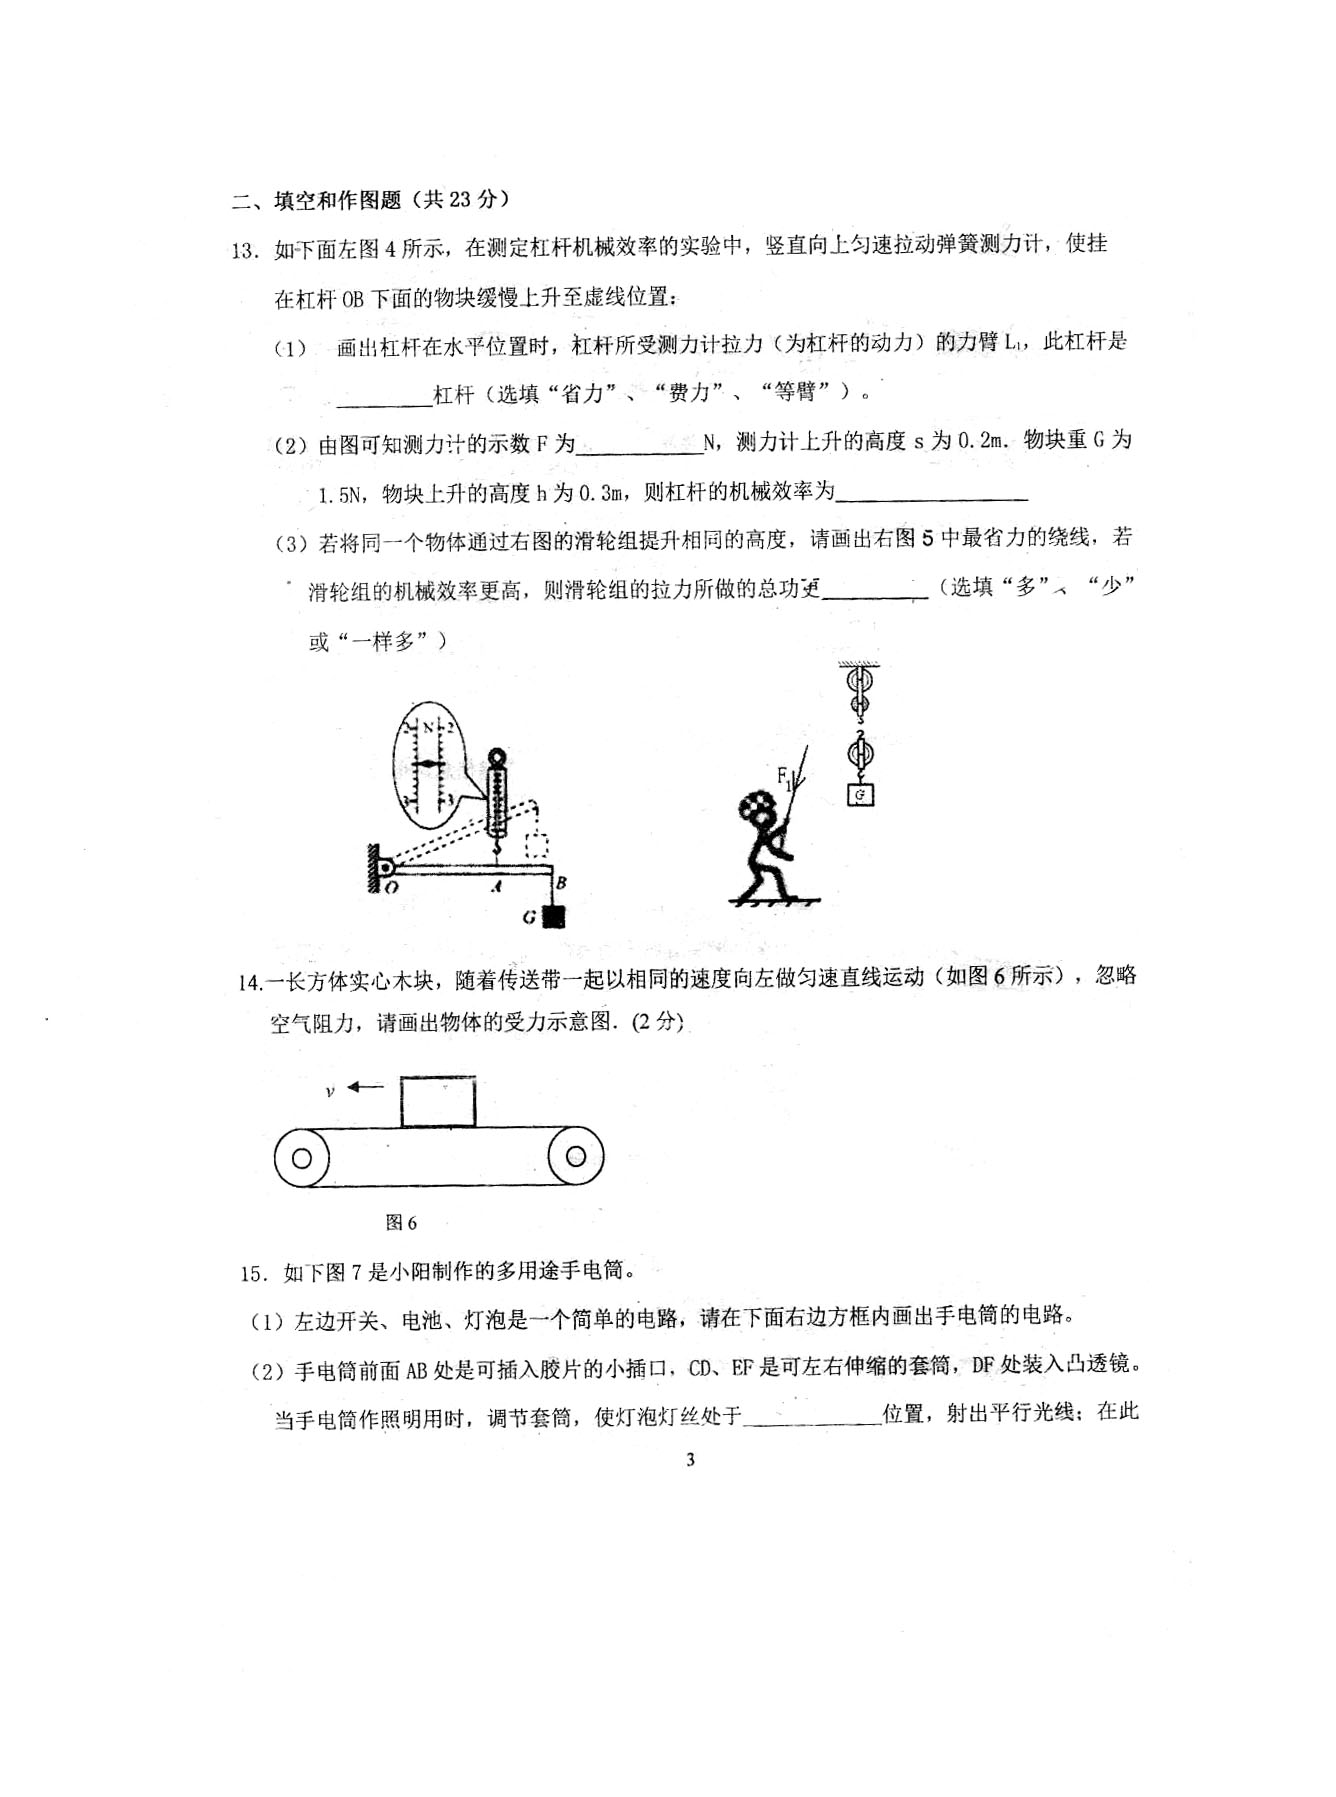 二、填空和作图题（共 23 分）
13．如下面左图 4 所示，在测定杠杆机械效率的实验中，竖直向上匀速拉动弹簧测力计，使挂
在杠杆 OB 下面的物块缓慢上升至虚线位置：
（1） 画出杠杆在水平位置时，杠杆所受测力计拉力（为杠杆的动力）的力臂 L₁，此杠杆是
________杠杆（选填“省力”、“费力”、“等臂”）。
（2）由图可知测力计的示数 F 为__________N，测力计上升的高度 s 为 0.2m．物块重 G 为
1.5N，物块上升的高度 h 为 0.3m，则杠杆的机械效率为________________
（3）若将同一个物体通过右图的滑轮组提升相同的高度，请画出右图 5 中最省力的绕线，若
滑轮组的机械效率更高，则滑轮组的拉力所做的总功更_________（选填“多”、“少”
或“一样多”）
2 N 2
3 3
O A B
G
F₁
G
14.一长方体实心木块，随着传送带一起以相同的速度向左做匀速直线运动（如图 6 所示），忽略
空气阻力，请画出物体的受力示意图．(2 分)
v
图 6
15．如下图 7 是小阳制作的多用途手电筒。
（1）左边开关、电池、灯泡是一个简单的电路，请在下面右边方框内画出手电筒的电路。
（2）手电筒前面 AB 处是可插入胶片的小插口，CD、EF 是可左右伸缩的套筒，DF 处装入凸透镜。
当手电筒作照明用时，调节套筒，使灯泡灯丝处于____________位置，射出平行光线；在此
3